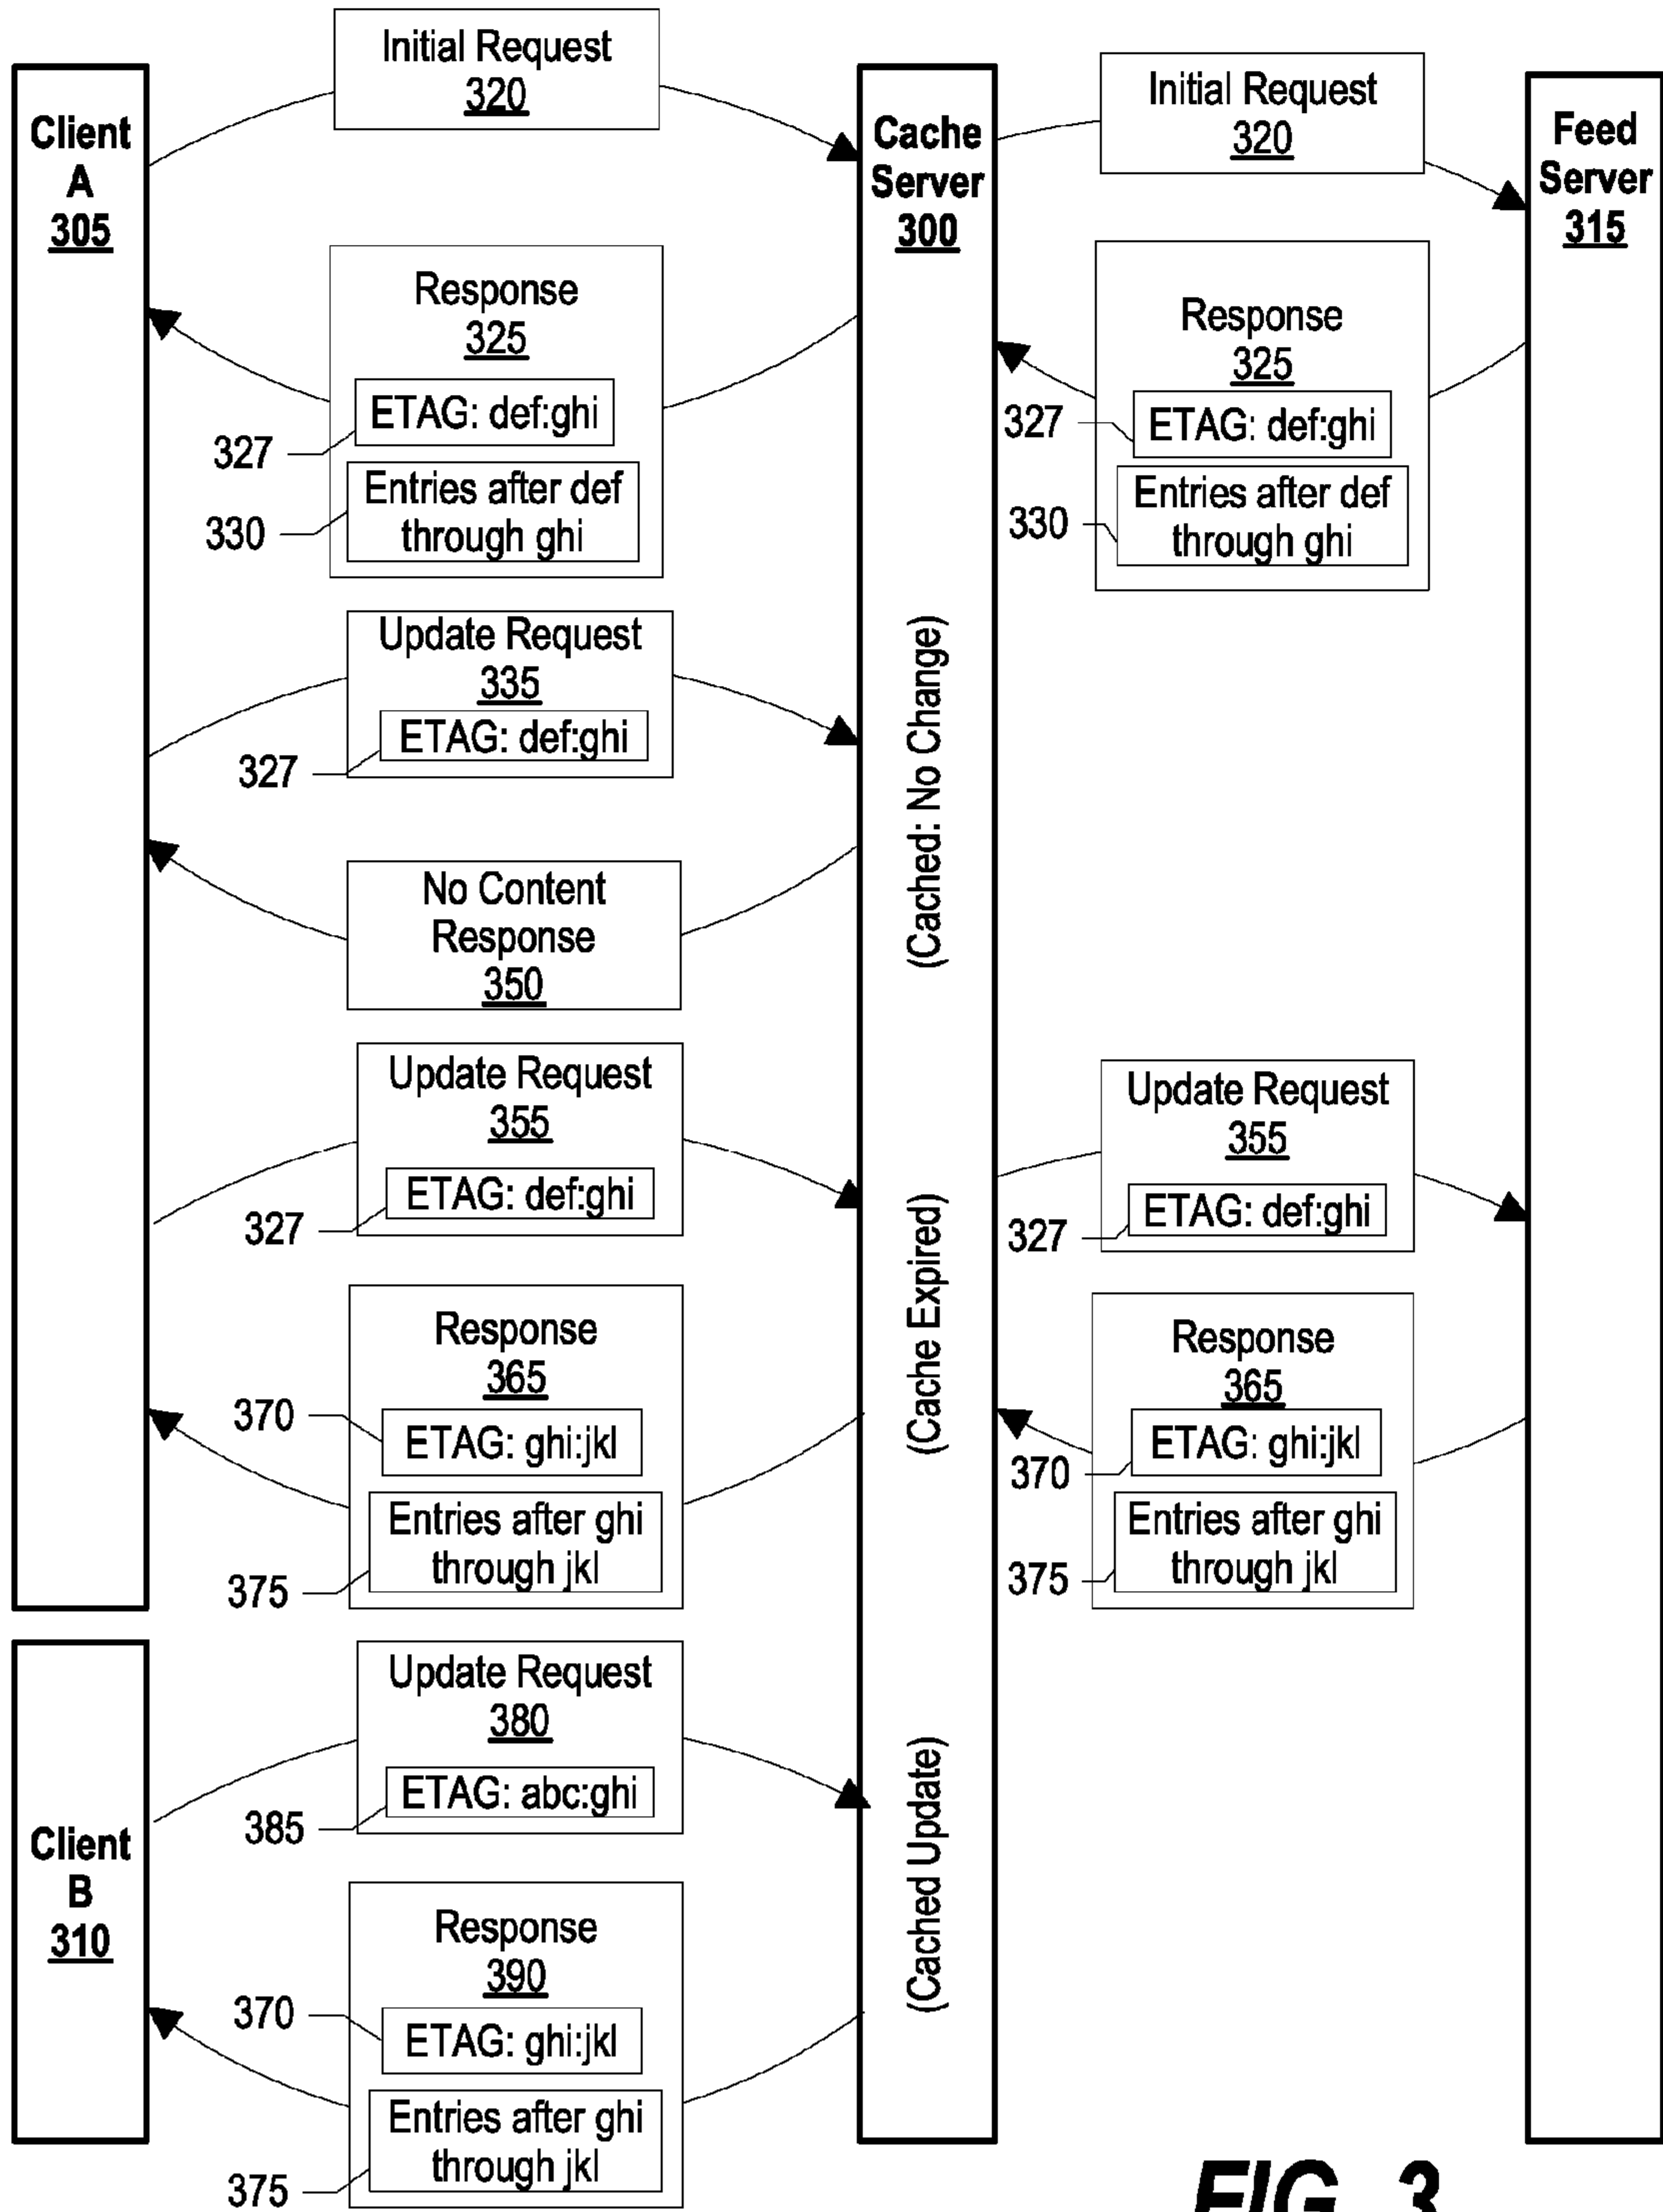 Initial Request
320
Initial Request
320
Client
A
305
Cache
Server
300
Feed
Server
315
Response
325
ETAG: def:ghi
327
Entries after def
through ghi
330
Response
325
327
ETAG: def:ghi
330
Entries after def
through ghi
Update Request
335
ETAG: def:ghi
327
(Cached: No Change)
No Content
Response
350
Update Request
355
ETAG: def:ghi
327
Update Request
355
ETAG: def:ghi
327
(Cache Expired)
Response
365
370
ETAG: ghi:jkl
Entries after ghi
through jkl
375
Response
365
ETAG: ghi:jkl
370
Entries after ghi
through jkl
375
Update Request
380
ETAG: abc:ghi
385
(Cached Update)
Client
B
310
Response
390
370
ETAG: ghi:jkl
Entries after ghi
through jkl
375
FIG. 3